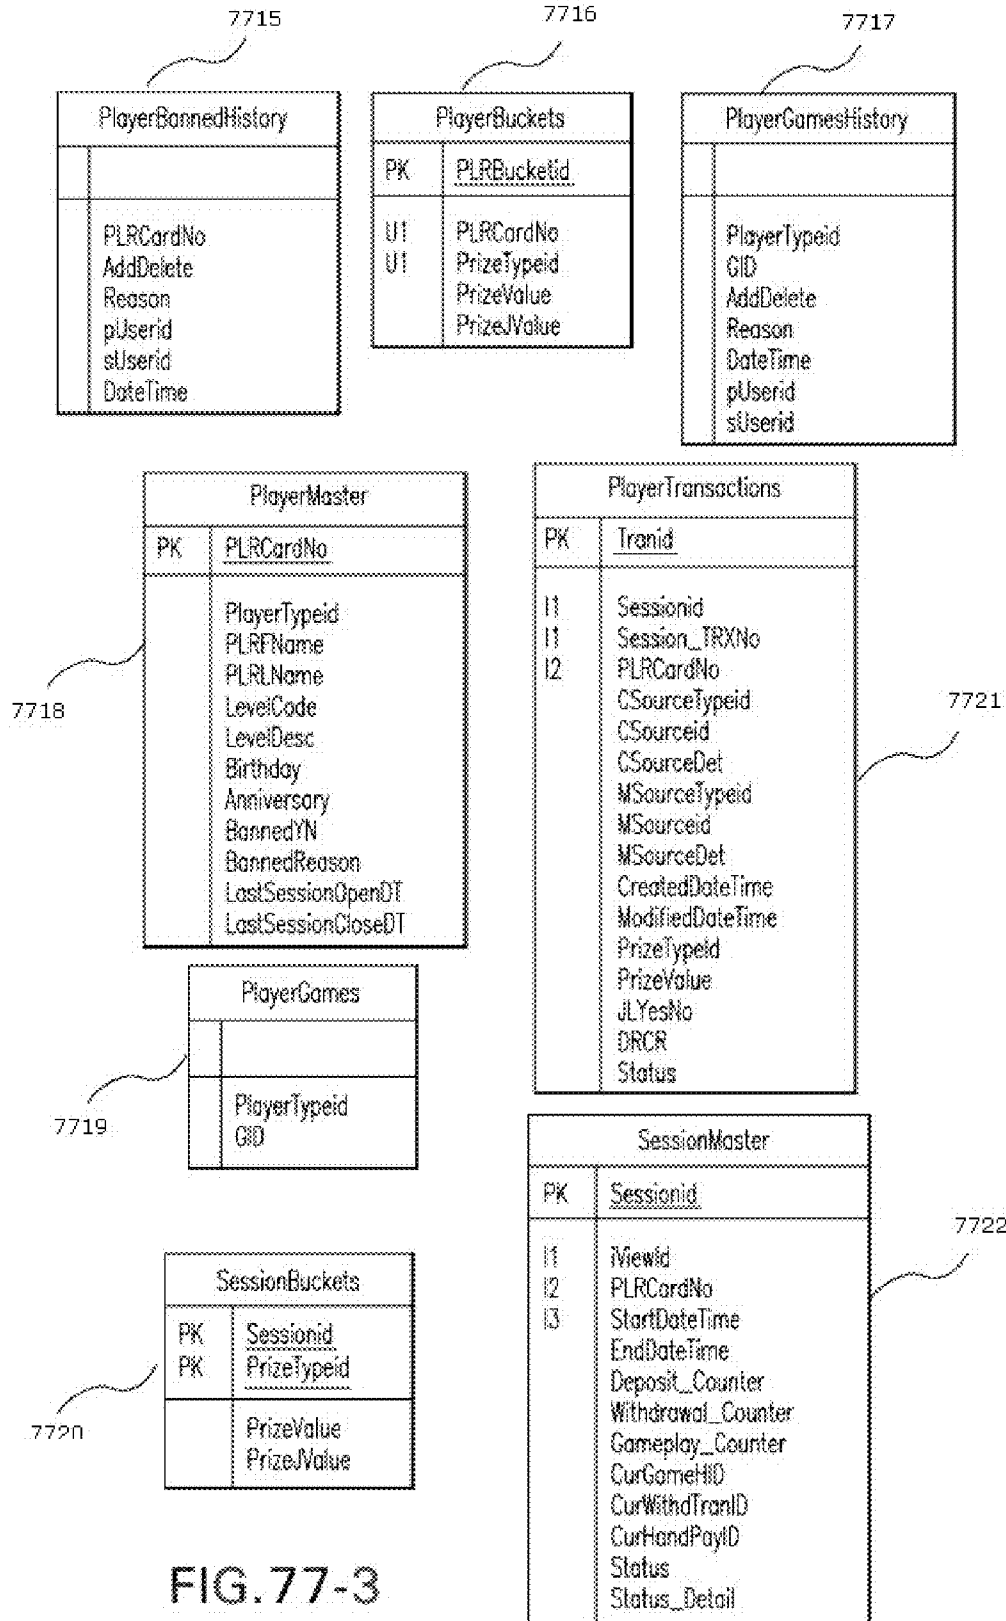 7715
7716
7717
PlayerBannedHistory
PLRCardNo
AddDelete
Reason
pUserid
sUserid
DateTime
PlayerBuckets
PK PLRBucketid
U1 PLRCardNo
U1 PrizeTypeid
PrizeValue
PrizeJValue
PlayerGamesHistory
PlayerTypeid
GID
AddDelete
Reason
DateTime
pUserid
sUserid
PlayerMaster
PK PLRCardNo
PlayerTypeid
PLRFName
PLRLName
LevelCode
LevelDesc
Birthday
Anniversary
BannedYN
BannedReason
LastSessionOpenDT
LastSessionCloseDT
7718
PlayerTransactions
PK Tranid
I1 Sessionid
I1 Session_TRXNo
I2 PLRCardNo
CSourceTypeid
CSourceid
CSourceDet
MSourceTypeid
MSourceid
MSourceDet
CreatedDateTime
ModifiedDateTime
PrizeTypeId
PrizeValue
JLYesNo
DRCR
Status
7721
PlayerGames
PlayerTypeid
GID
7719
SessionBuckets
PK Sessionid
PK PrizeTypeid
PrizeValue
PrizeJValue
7720
SessionMaster
PK Sessionid
I1 iViewId
I2 PLRCardNo
I3 StartDateTime
EndDateTime
Deposit_Counter
Withdrawal_Counter
Gameplay_Counter
CurGameHID
CurWithdTranID
CurHandPayID
Status
Status_Detail
7722
FIG.77-3